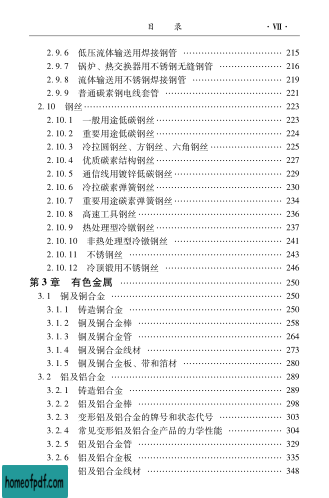 目 录 ·Ⅶ·
2.9.6 低压流体输送用焊接钢管 215
2.9.7 锅炉、热交换器用不锈钢无缝钢管 216
2.9.8 流体输送用不锈钢焊接钢管 219
2.9.9 普通碳素钢电线套管 221
2.10 钢丝 223
2.10.1 一般用途低碳钢丝 223
2.10.2 重要用途低碳钢丝 224
2.10.3 冷拉圆钢丝、方钢丝、六角钢丝 225
2.10.4 优质碳素结构钢丝 227
2.10.5 通信线用镀锌低碳钢丝 229
2.10.6 冷拉碳素弹簧钢丝 230
2.10.7 重要用途碳素弹簧钢丝 234
2.10.8 高速工具钢丝 236
2.10.9 热处理型冷镦钢丝 237
2.10.10 非热处理型冷镦钢丝 241
2.10.11 不锈钢丝 243
2.10.12 冷顶锻用不锈钢丝 246
第3章 有色金属 250
3.1 铜及铜合金 250
3.1.1 铸造铜合金 250
3.1.2 铜及铜合金棒 258
3.1.3 铜及铜合金管 264
3.1.4 铜及铜合金线材 273
3.1.5 铜及铜合金板、带和箔材 280
3.2 铝及铝合金 289
3.2.1 铸造铝合金 289
3.2.2 铝及铝合金棒 298
3.2.3 变形铝及铝合金的牌号和状态代号 303
3.2.4 常见变形铝及铝合金产品的力学性能 304
3.2.5 铝及铝合金管 329
3.2.6 铝及铝合金板 335
铝及铝合金线材 348
homeofpdf.com